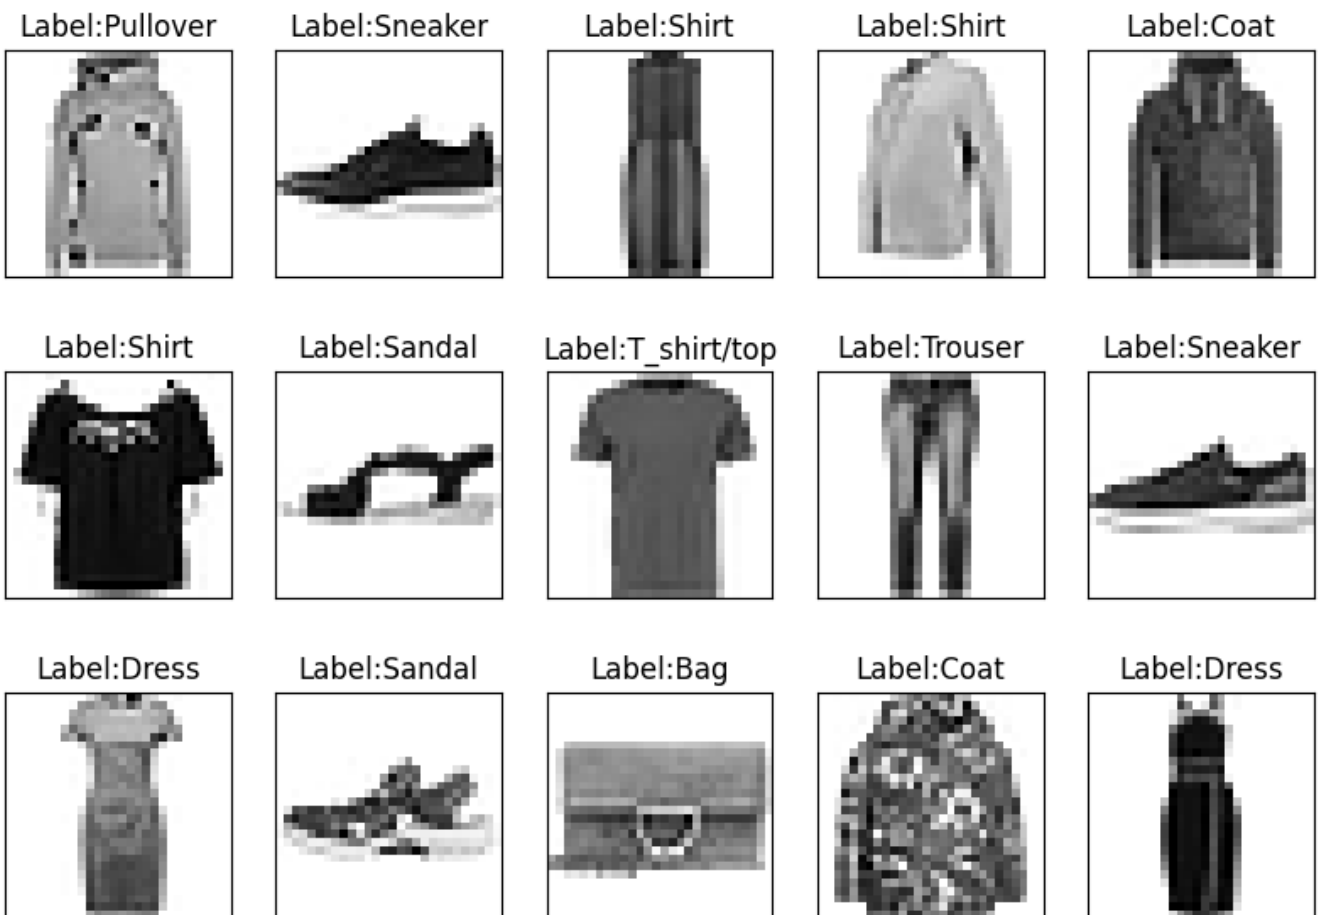 Label:Pullover
Label:Sneaker
Label:Shirt
Label:Shirt
Label:Coat
Label:Shirt
Label:Sandal
Label:T_shirt/top
Label:Trouser
Label:Sneaker
Label:Dress
Label:Sandal
Label:Bag
Label:Coat
Label:Dress